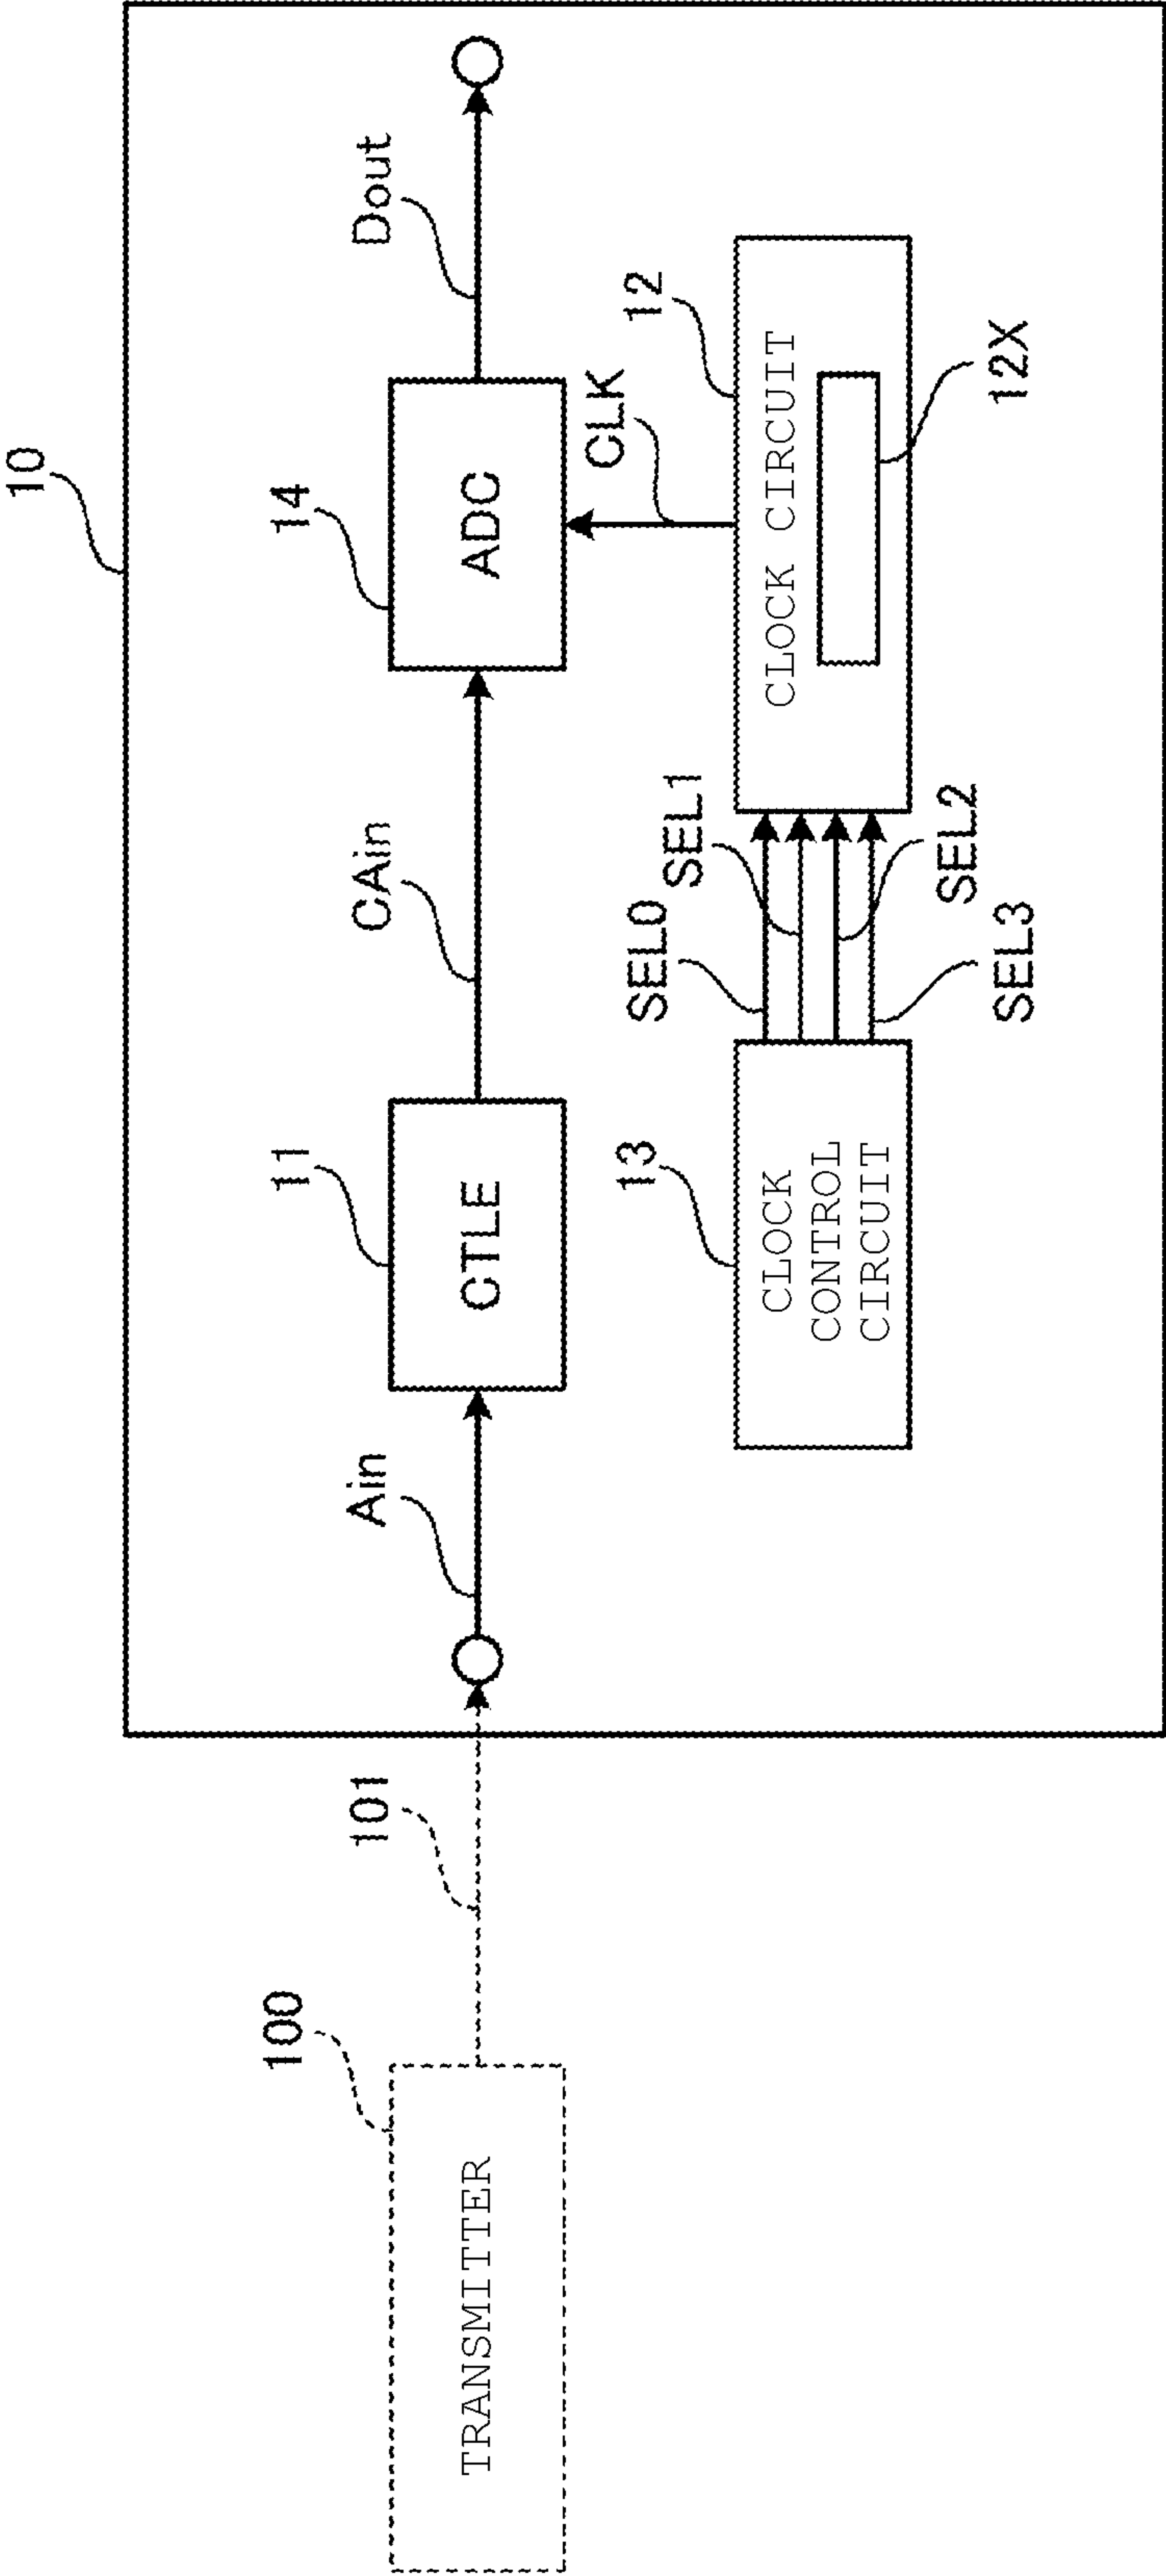 10
100
TRANSMITTER
101
Ain
11
CTLE
CAin
14
ADC
Dout
13
CLOCK
CONTROL
CIRCUIT
SEL0
SEL1
SEL2
SEL3
CLK
12
CLOCK CIRCUIT
12X